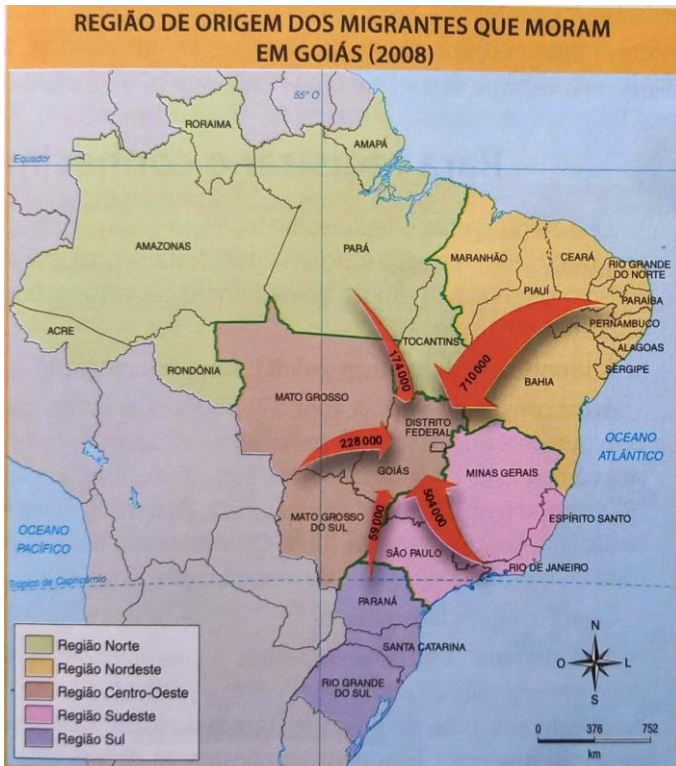 REGIÃO DE ORIGEM DOS MIGRANTES QUE MORAM
EM GOIÁS (2008)
55° O
RORAIMA
AMAPÁ
Equador
AMAZONAS
PARÁ
MARANHÃO
CEARÁ
RIO GRANDE
DO NORTE
PIAUÍ
PARAÍBA
PERNAMBUCO
ACRE
TOCANTINS
ALAGOAS
RONDÔNIA
SERGIPE
174 000
710 000
MATO GROSSO
BAHIA
DISTRITO
FEDERAL
228 000
OCEANO
ATLÂNTICO
GOIÁS
MINAS GERAIS
504 000
MATO GROSSO
DO SUL
59 000
ESPÍRITO SANTO
OCEANO
PACÍFICO
SÃO PAULO
RIO DE JANEIRO
Trópico de Capricórnio
PARANÁ
SANTA CATARINA
RIO GRANDE
DO SUL
Região Norte
Região Nordeste
Região Centro-Oeste
Região Sudeste
Região Sul
N
O
L
S
0 376 752
km